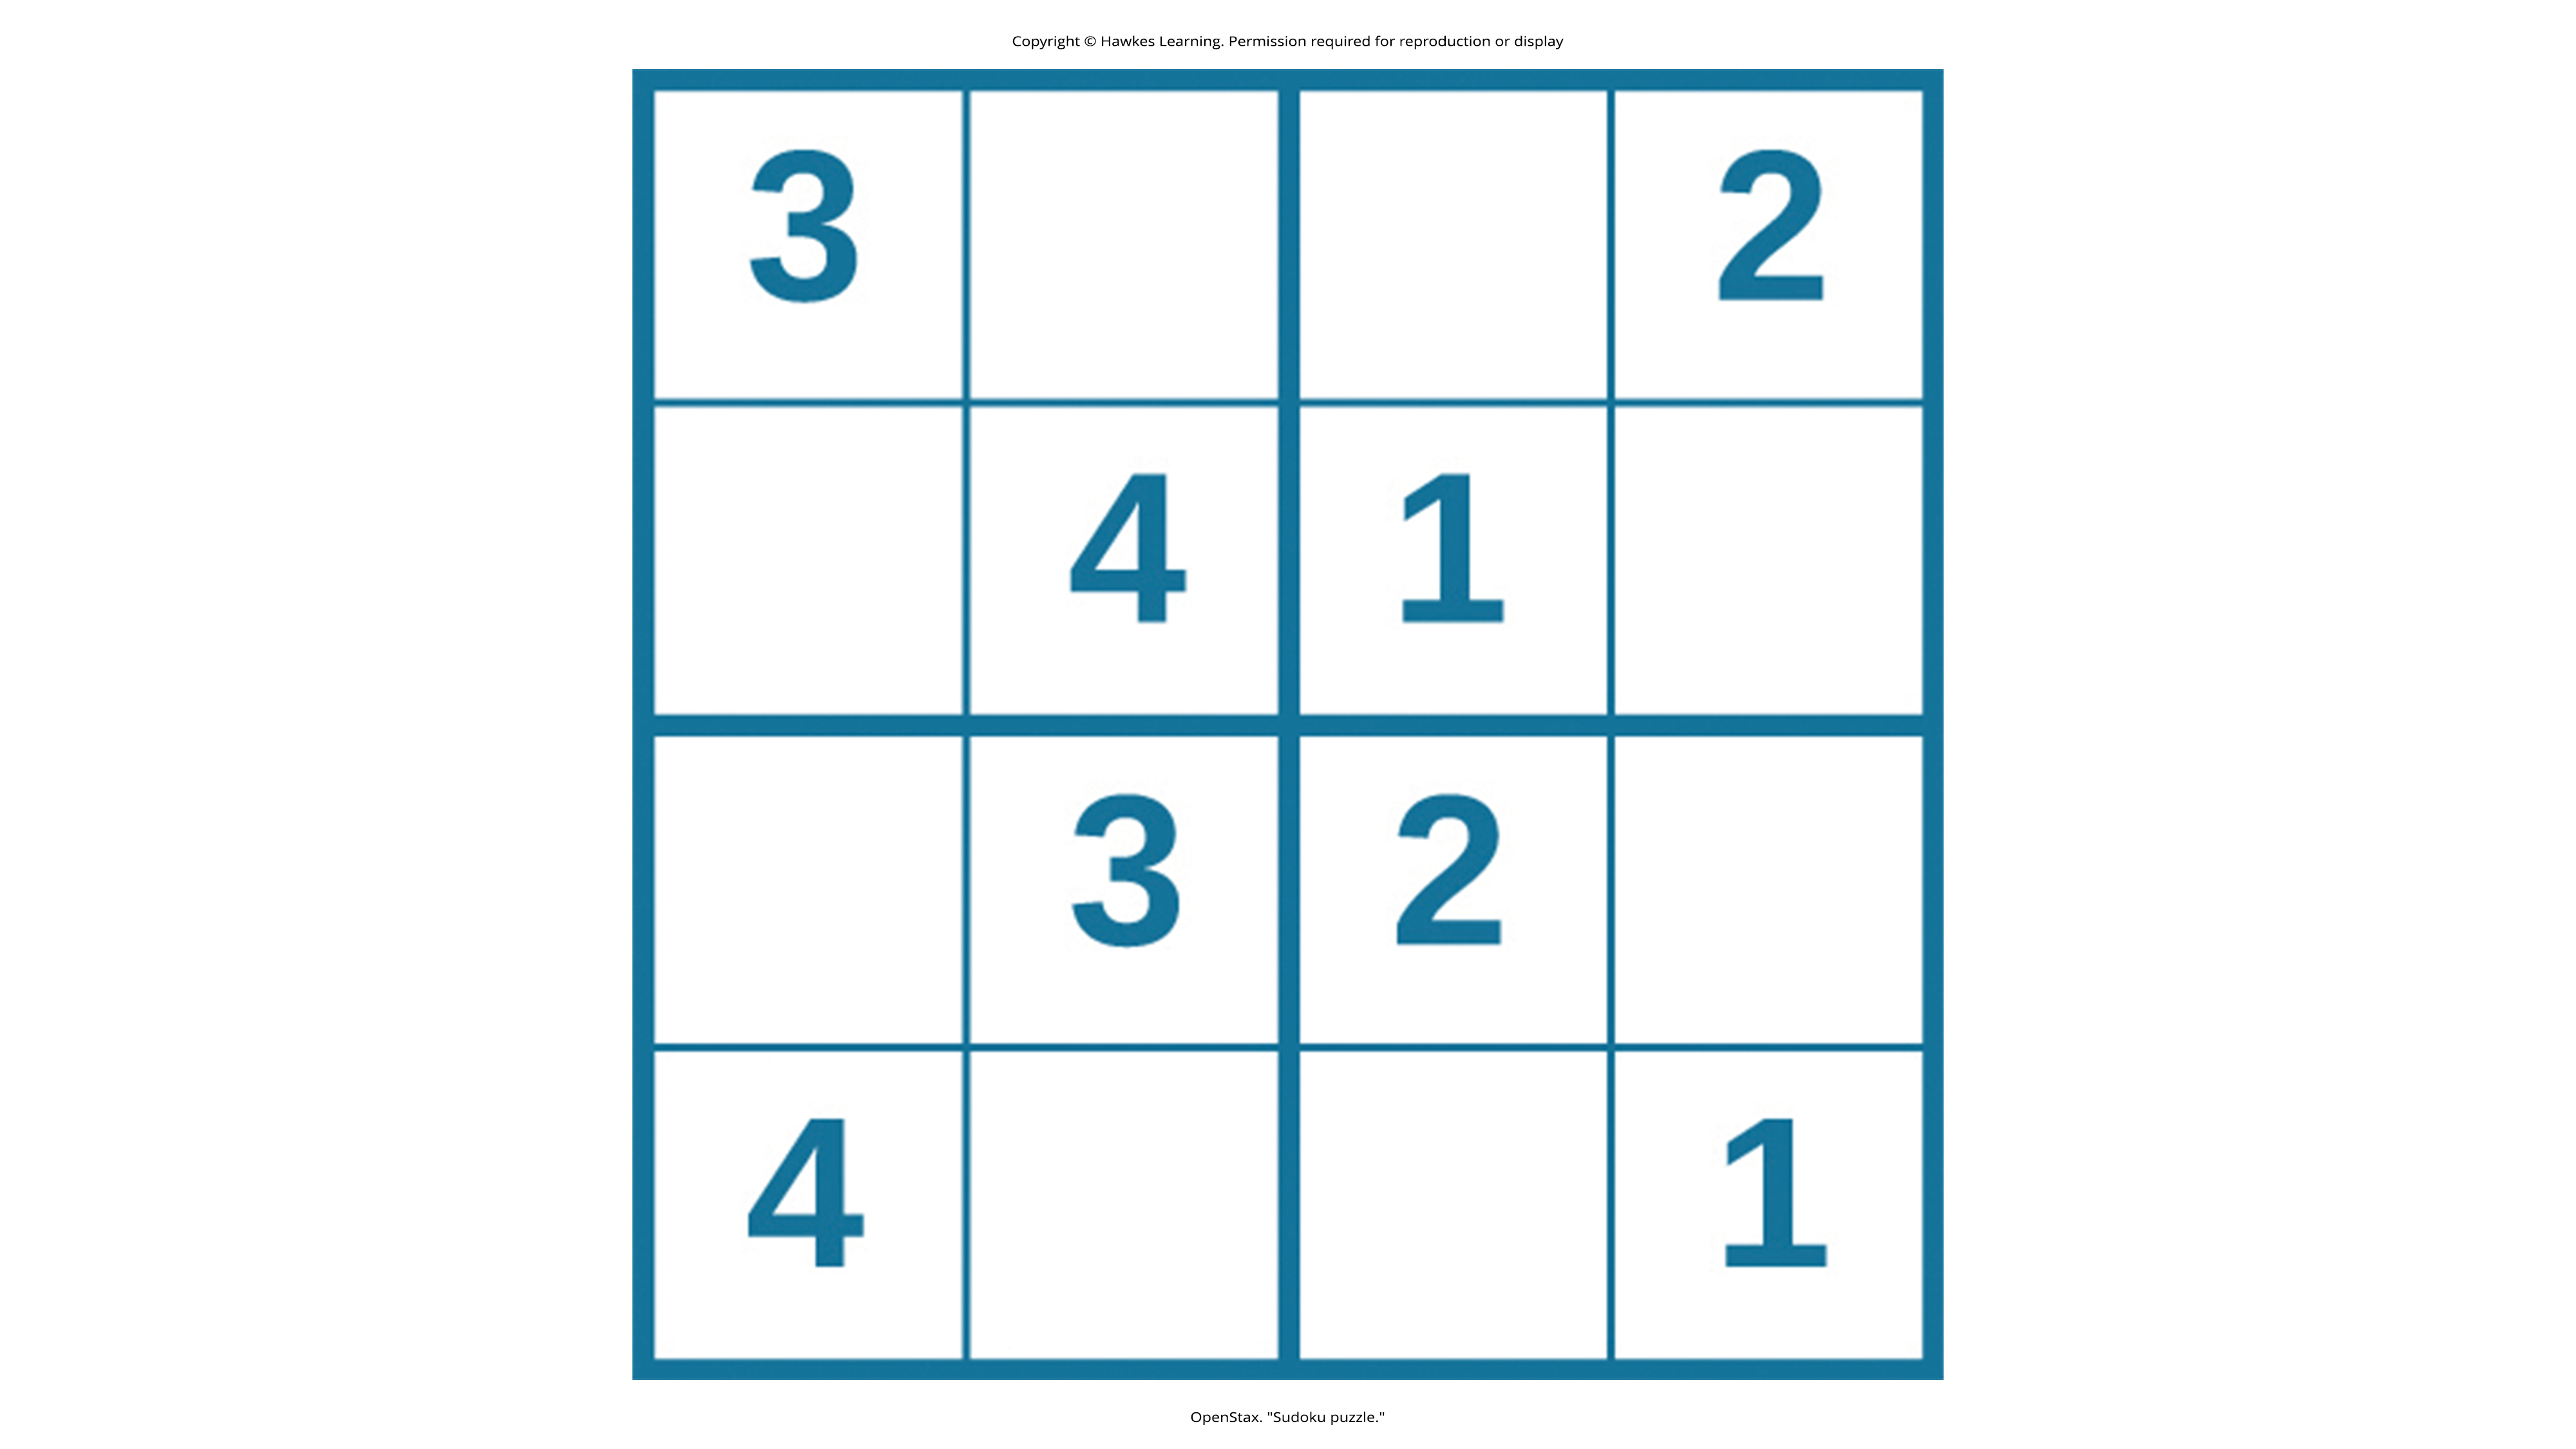 Copyright © Hawkes Learning. Permission required for reproduction or display
3 2
4 1
3 2
4 1
OpenStax. "Sudoku puzzle."